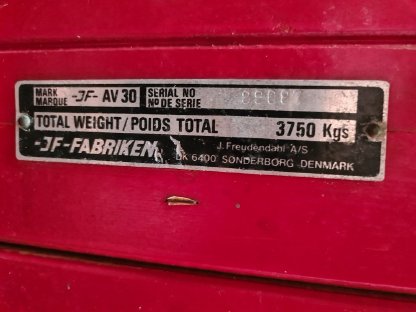 MARK -JF- AV 30 SERIAL NO
MARQUE Nº DE SERIE
TOTAL WEIGHT/POIDS TOTAL 3750 Kgs
-JF-FABRIKEN J. Freudendahl A/S
DK 6400 SØNDERBORG DENMARK